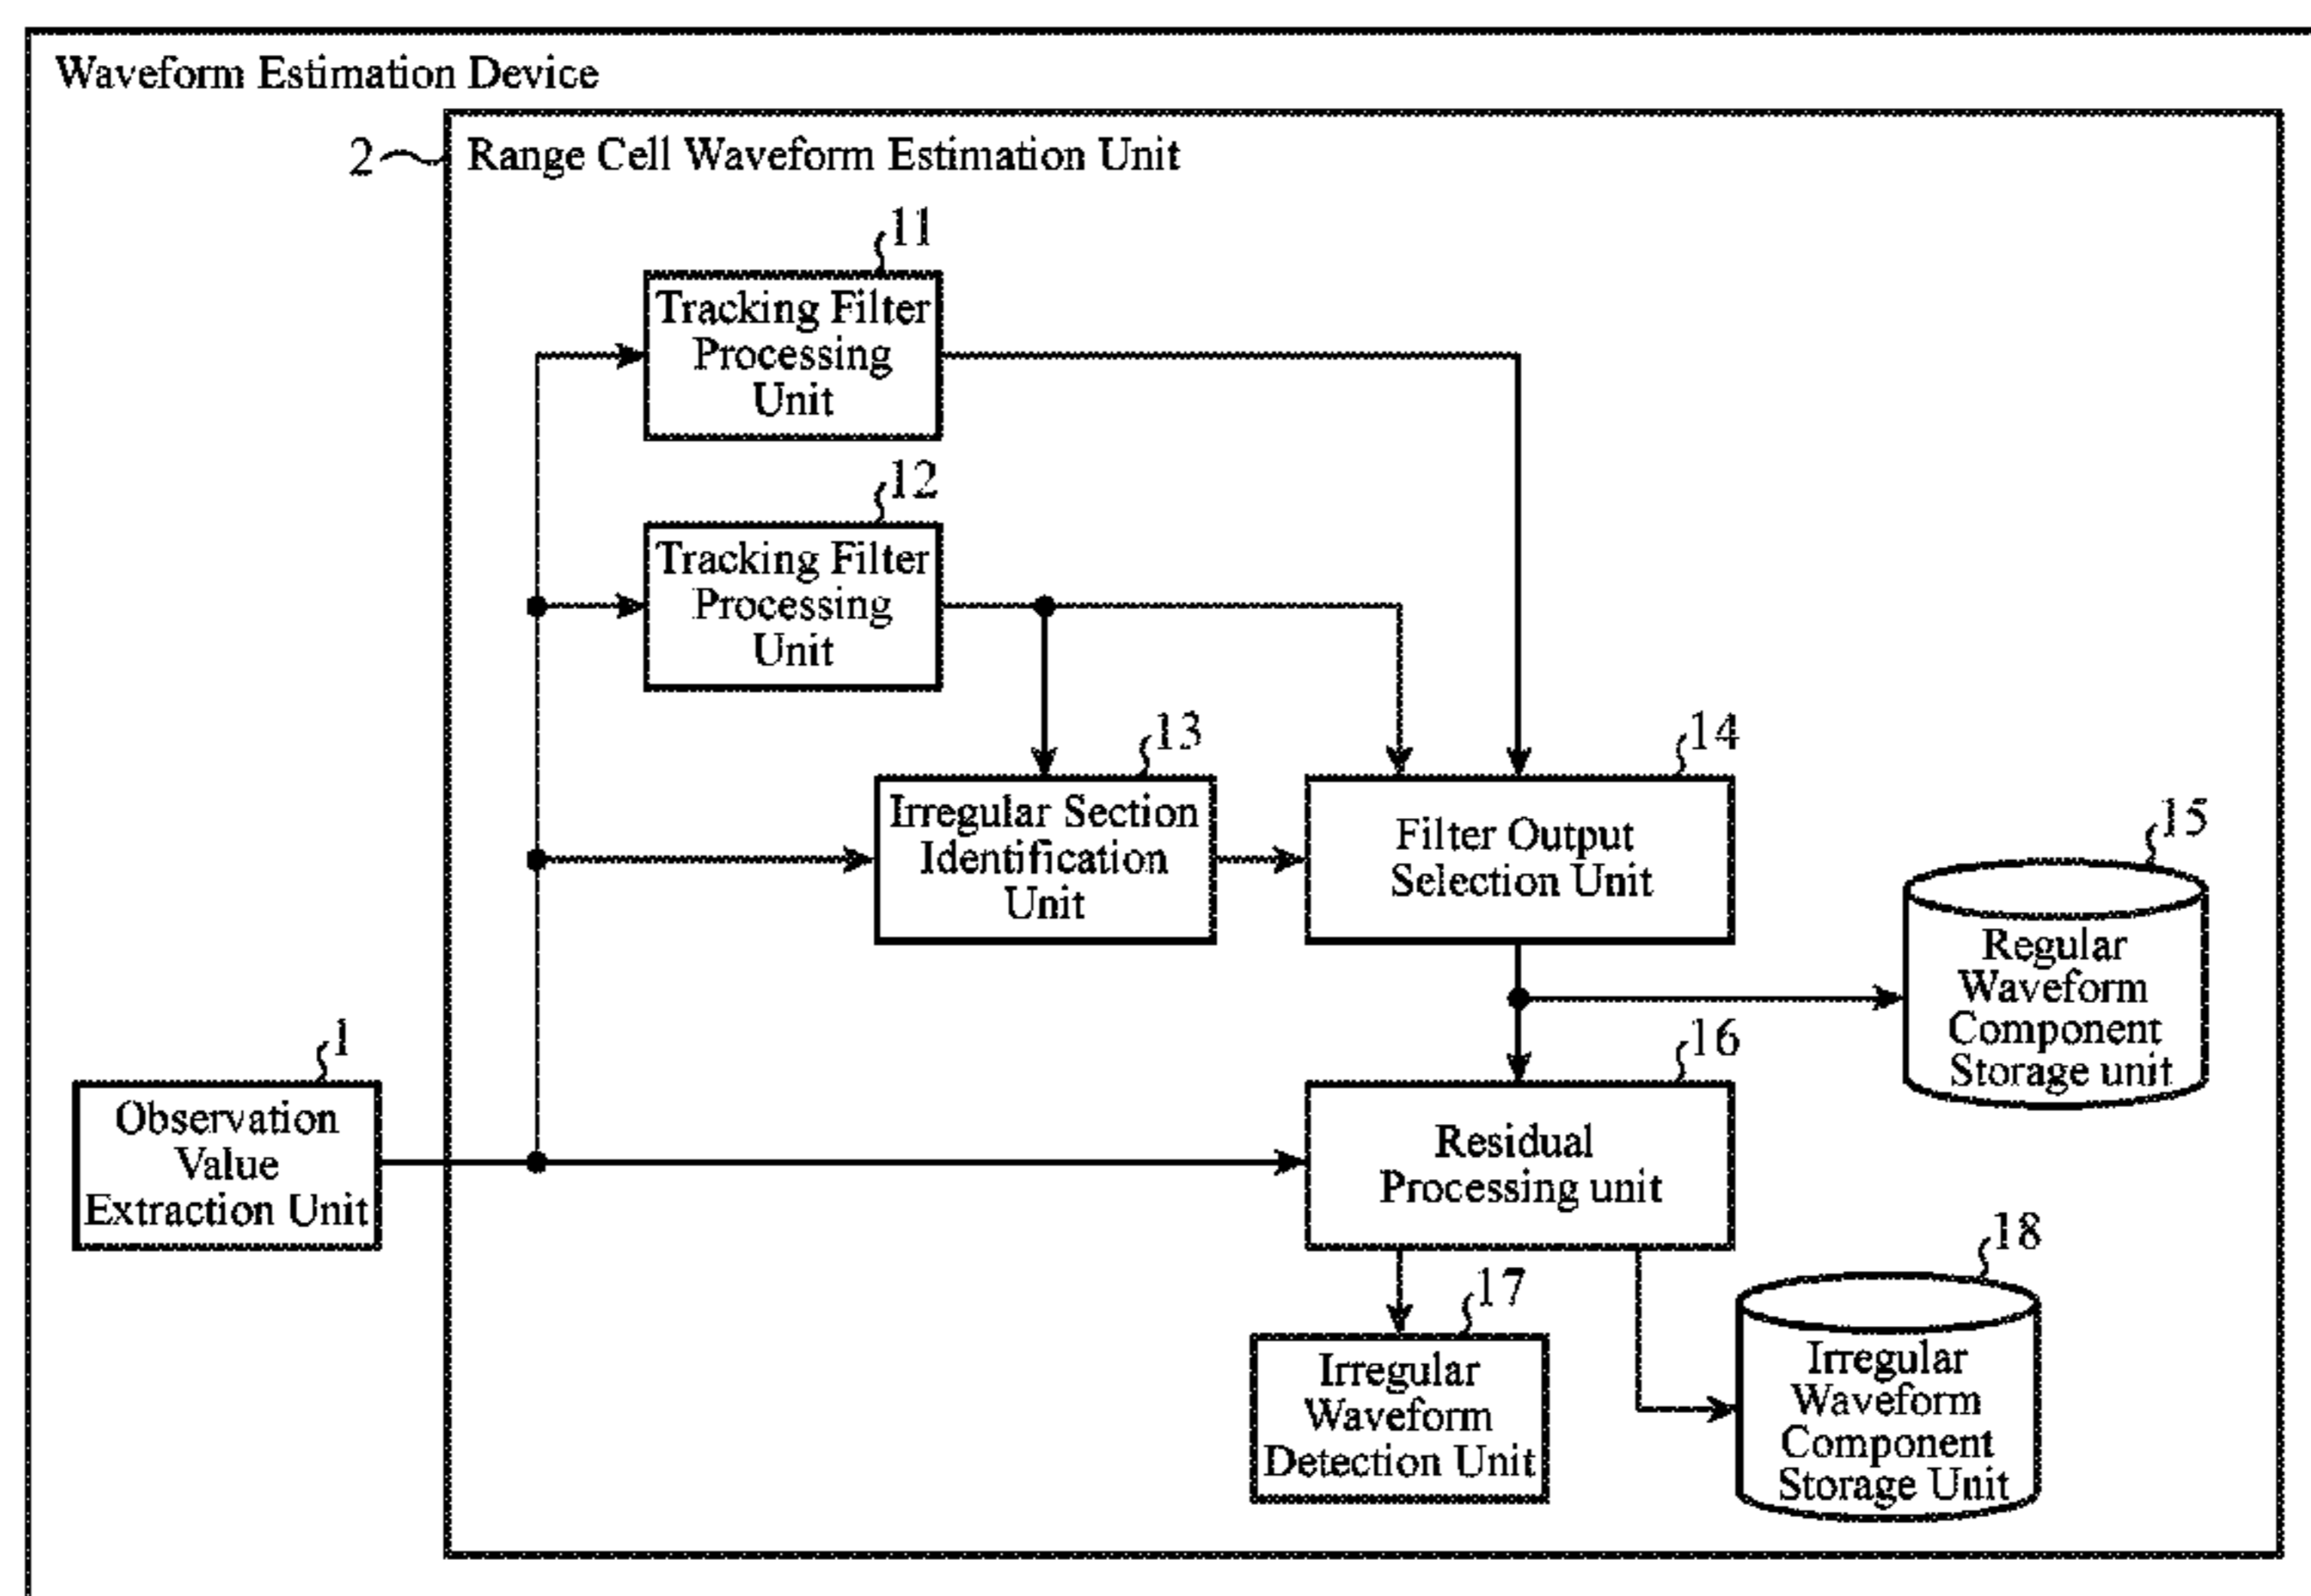 Waveform Estimation Device
2
Range Cell Waveform Estimation Unit
11
Tracking Filter
Processing
Unit
12
Tracking Filter
Processing
Unit
13
Irregular Section
Identification
Unit
14
Filter Output
Selection Unit
15
Regular
Waveform
Component
Storage unit
1
Observation
Value
Extraction Unit
16
Residual
Processing unit
17
Irregular
Waveform
Detection Unit
18
Irregular
Waveform
Component
Storage Unit